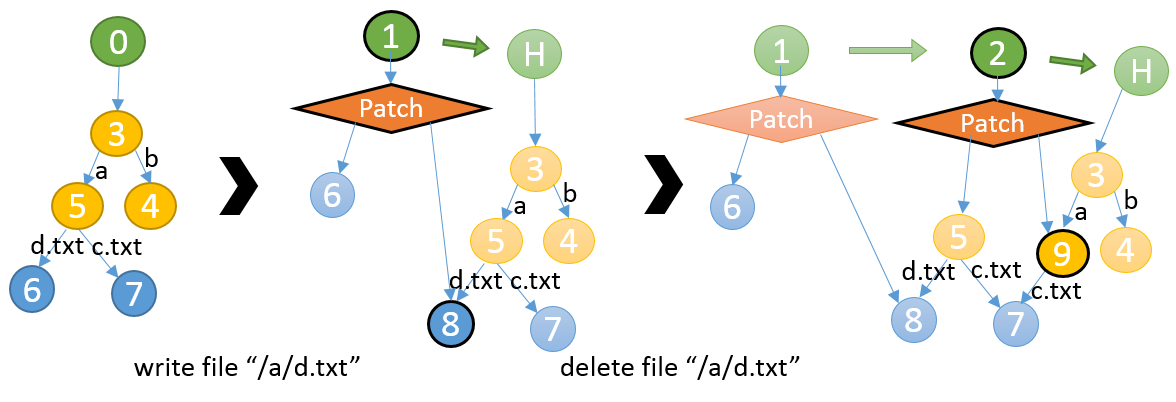 0
3
a
b
5
4
d.txt
c.txt
6
7
1
H
Patch
6
3
a
b
5
4
d.txt
c.txt
8
7
write file “/a/d.txt”
1
2
H
Patch
Patch
6
3
a
b
5
9
4
d.txt
c.txt
c.txt
8
7
delete file “/a/d.txt”